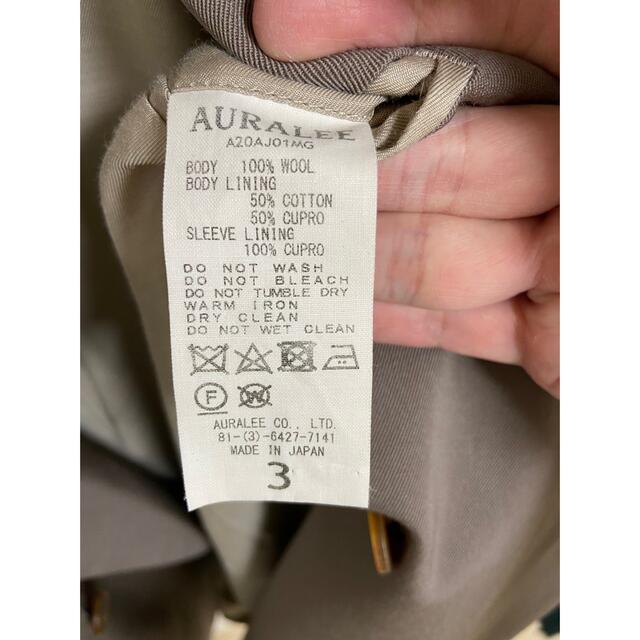 AURALEE
A20AJ01MG
BODY 100% WOOL
BODY LINING
50% COTTON
50% CUPRO
SLEEVE LINING
100% CUPRO
DO NOT WASH
DO NOT BLEACH
DO NOT TUMBLE DRY
WARM IRON
DRY CLEAN
DO NOT WET CLEAN
F W
AURALEE CO., LTD.
81-(3)-6427-7141
MADE IN JAPAN
3